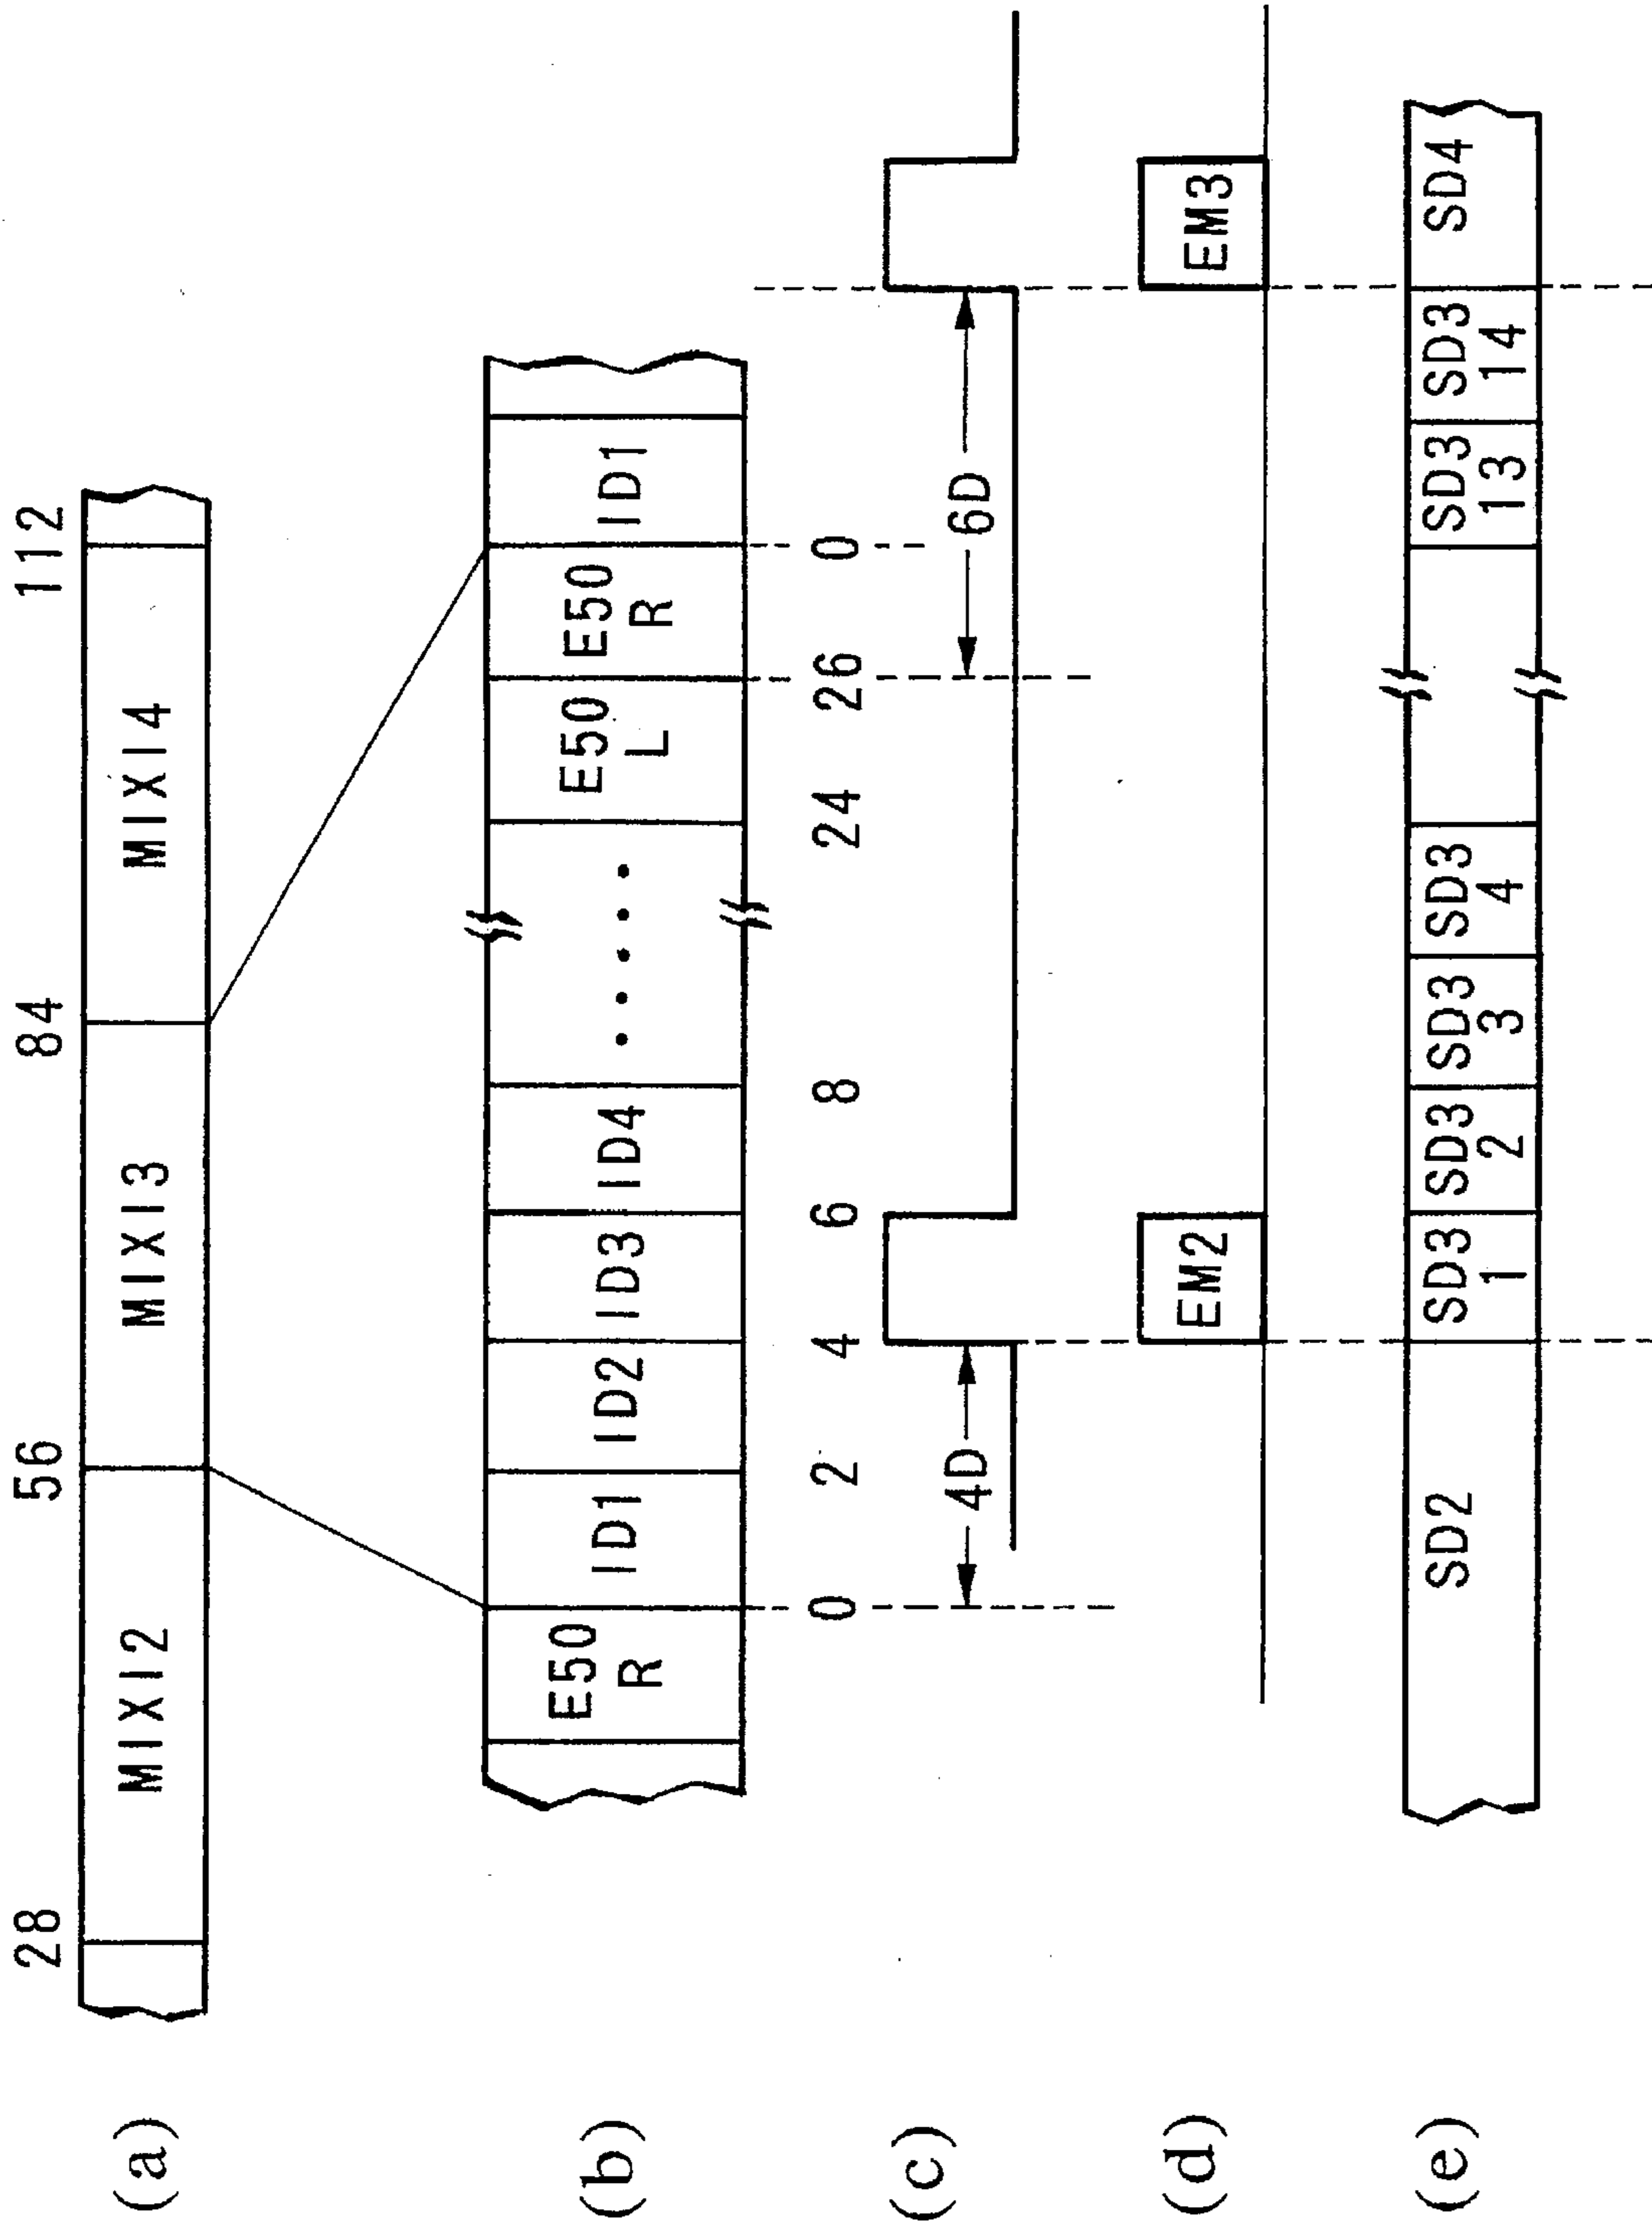 28 56 84 112
(a) MIXI2 MIXI3 MIXI4
(b) E50 R ID1 ID2 ID3 ID4 ..... E50 L E50 R ID1
0 2 4 6 8 24 26 0
(c) 4D 6D
(d) EM2 EM3
(e) SD2 SD3 1 SD3 2 SD3 3 SD3 4 SD3 13 SD3 14 SD4